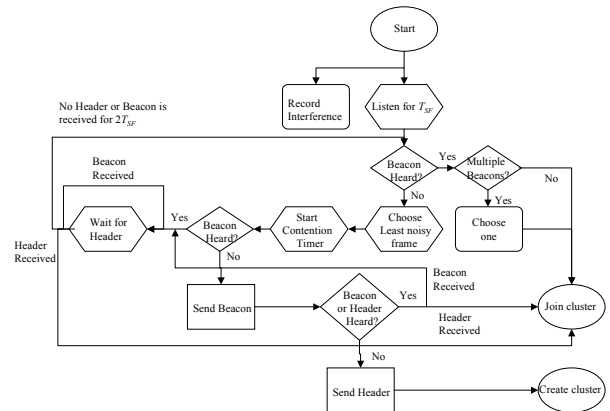 Start
Record
Interference
Listen for T_SF
No Header or Beacon is
received for 2T_SF
Beacon
Heard?
Yes
Multiple
Beacons?
No
No
Yes
Beacon
Received
Wait for
Header
Yes
Beacon
Heard?
Start
Contention
Timer
Choose
Least noisy
frame
Choose
one
Header
Received
No
Beacon
Received
Send Beacon
Beacon
or Header
Heard?
Yes
Header
Received
Join cluster
No
Send Header
Create cluster